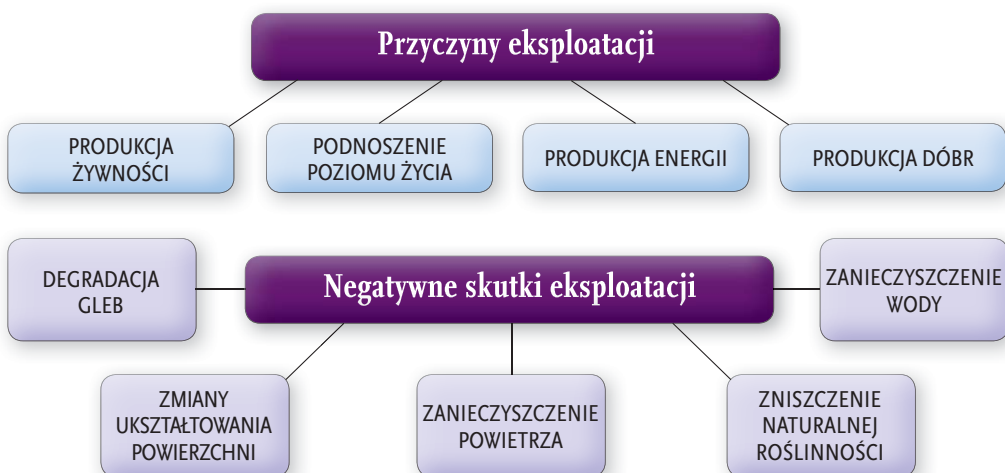 Przyczyny eksploatacji
PRODUKCJA
ŻYWNOŚCI
PODNOSZENIE
POZIOMU ŻYCIA
PRODUKCJA ENERGII
PRODUKCJA DÓBR
DEGRADACJA
GLEB
Negatywne skutki eksploatacji
ZANIECZYSZCZENIE
WODY
ZMIANY
UKSZTAŁTOWANIA
POWIERZCHNI
ZANIECZYSZCZENIE
POWIETRZA
ZNISZCZENIE
NATURALNEJ
ROŚLINNOŚCI